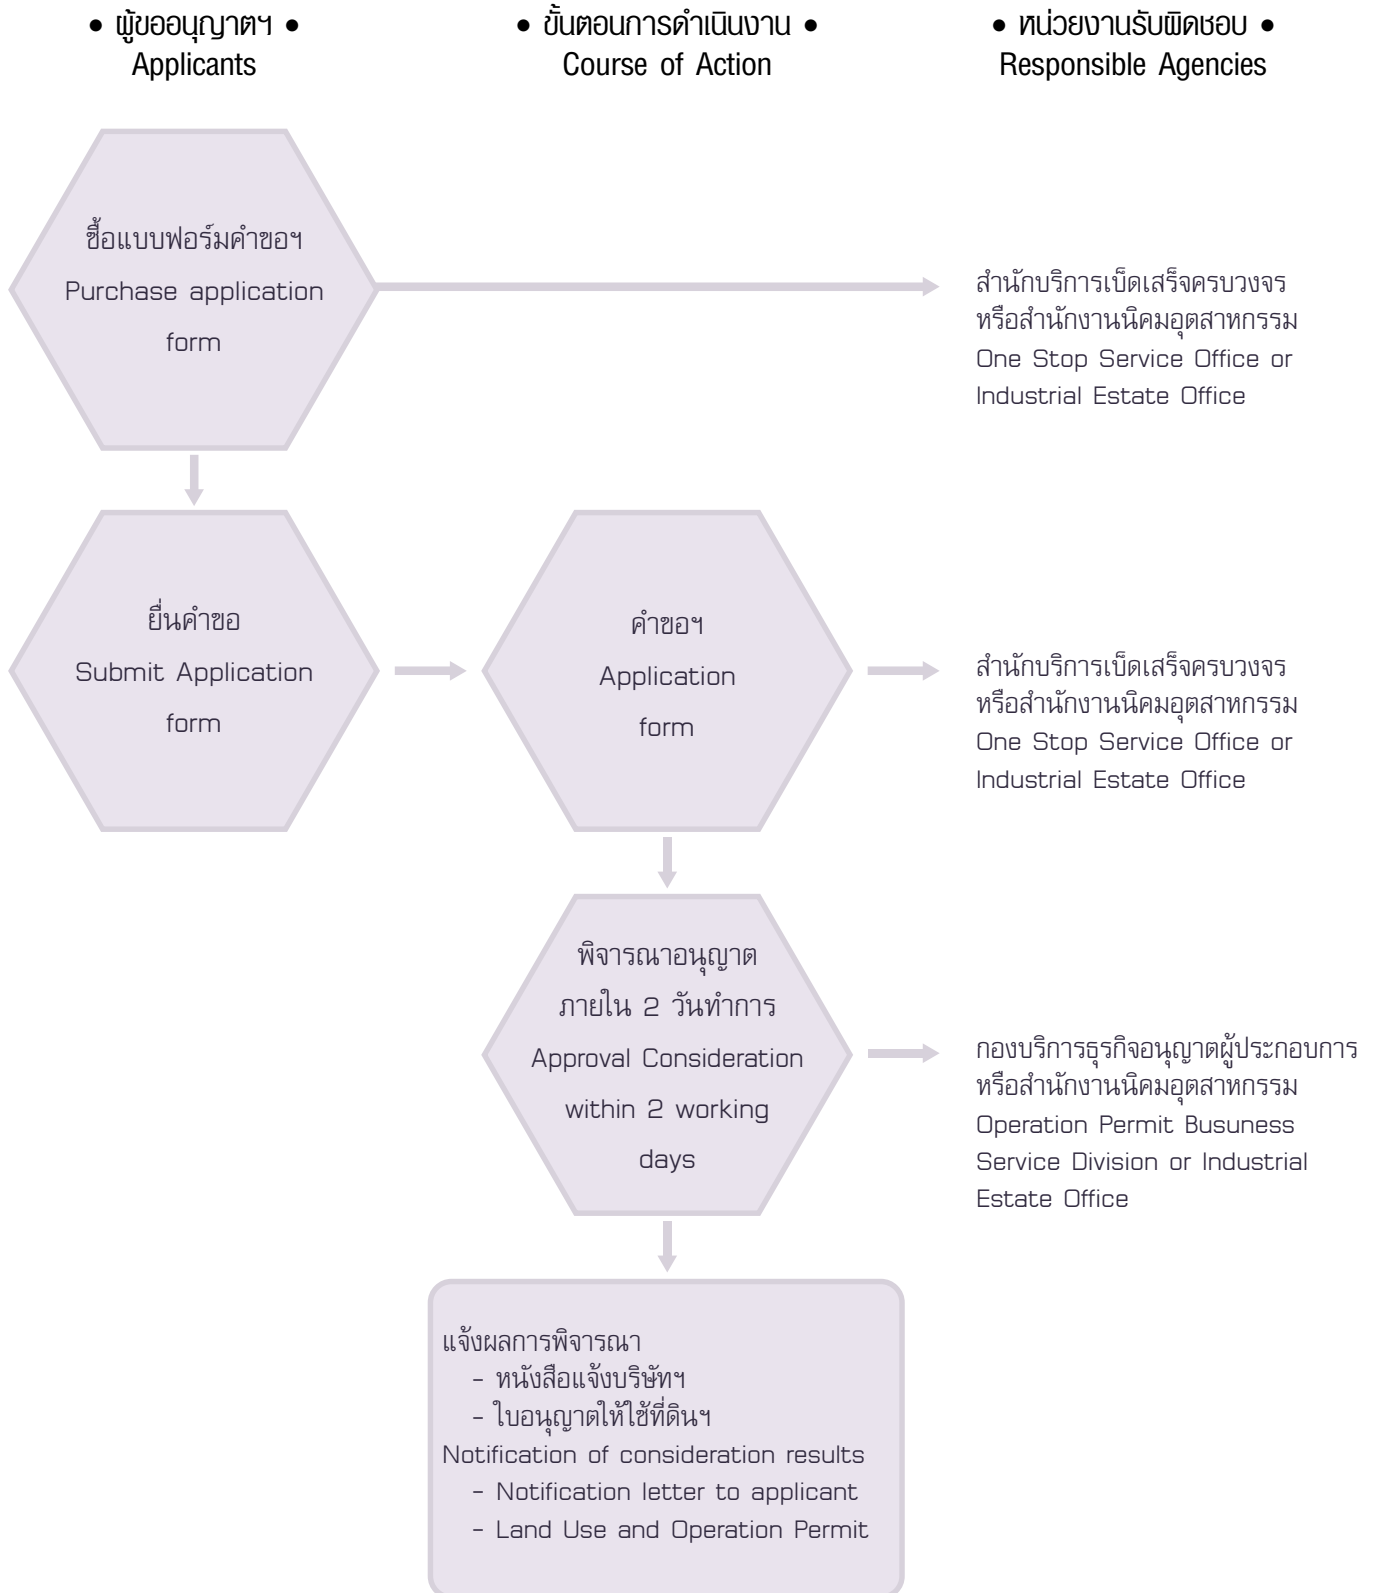 • ผู้ขออนุญาตฯ •
Applicants
• ขั้นตอนการดำเนินงาน •
Course of Action
• หน่วยงานรับผิดชอบ •
Responsible Agencies
ซื้อแบบฟอร์มคำขอฯ
Purchase application
form
สำนักบริการเบ็ดเสร็จครบวงจร
หรือสำนักงานนิคมอุตสาหกรรม
One Stop Service Office or
Industrial Estate Office
ยื่นคำขอ
Submit Application
form
คำขอฯ
Application
form
สำนักบริการเบ็ดเสร็จครบวงจร
หรือสำนักงานนิคมอุตสาหกรรม
One Stop Service Office or
Industrial Estate Office
พิจารณาอนุญาต
ภายใน 2 วันทำการ
Approval Consideration
within 2 working
days
กองบริการธุรกิจอนุญาตผู้ประกอบการ
หรือสำนักงานนิคมอุตสาหกรรม
Operation Permit Busuness
Service Division or Industrial
Estate Office
แจ้งผลการพิจารณา
- หนังสือแจ้งบริษัทฯ
- ใบอนุญาตให้ใช้ที่ดินฯ
Notification of consideration results
- Notification letter to applicant
- Land Use and Operation Permit